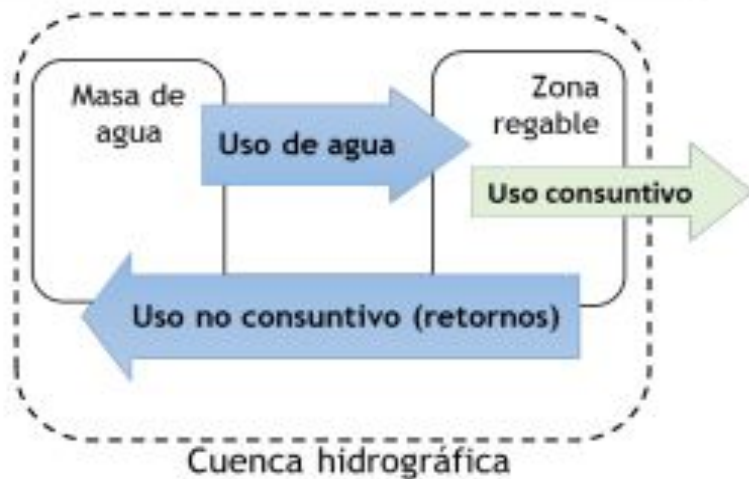 Masa de
agua
Uso de agua
Zona
regable
Uso consuntivo
Uso no consuntivo (retornos)
Cuenca hidrográfica